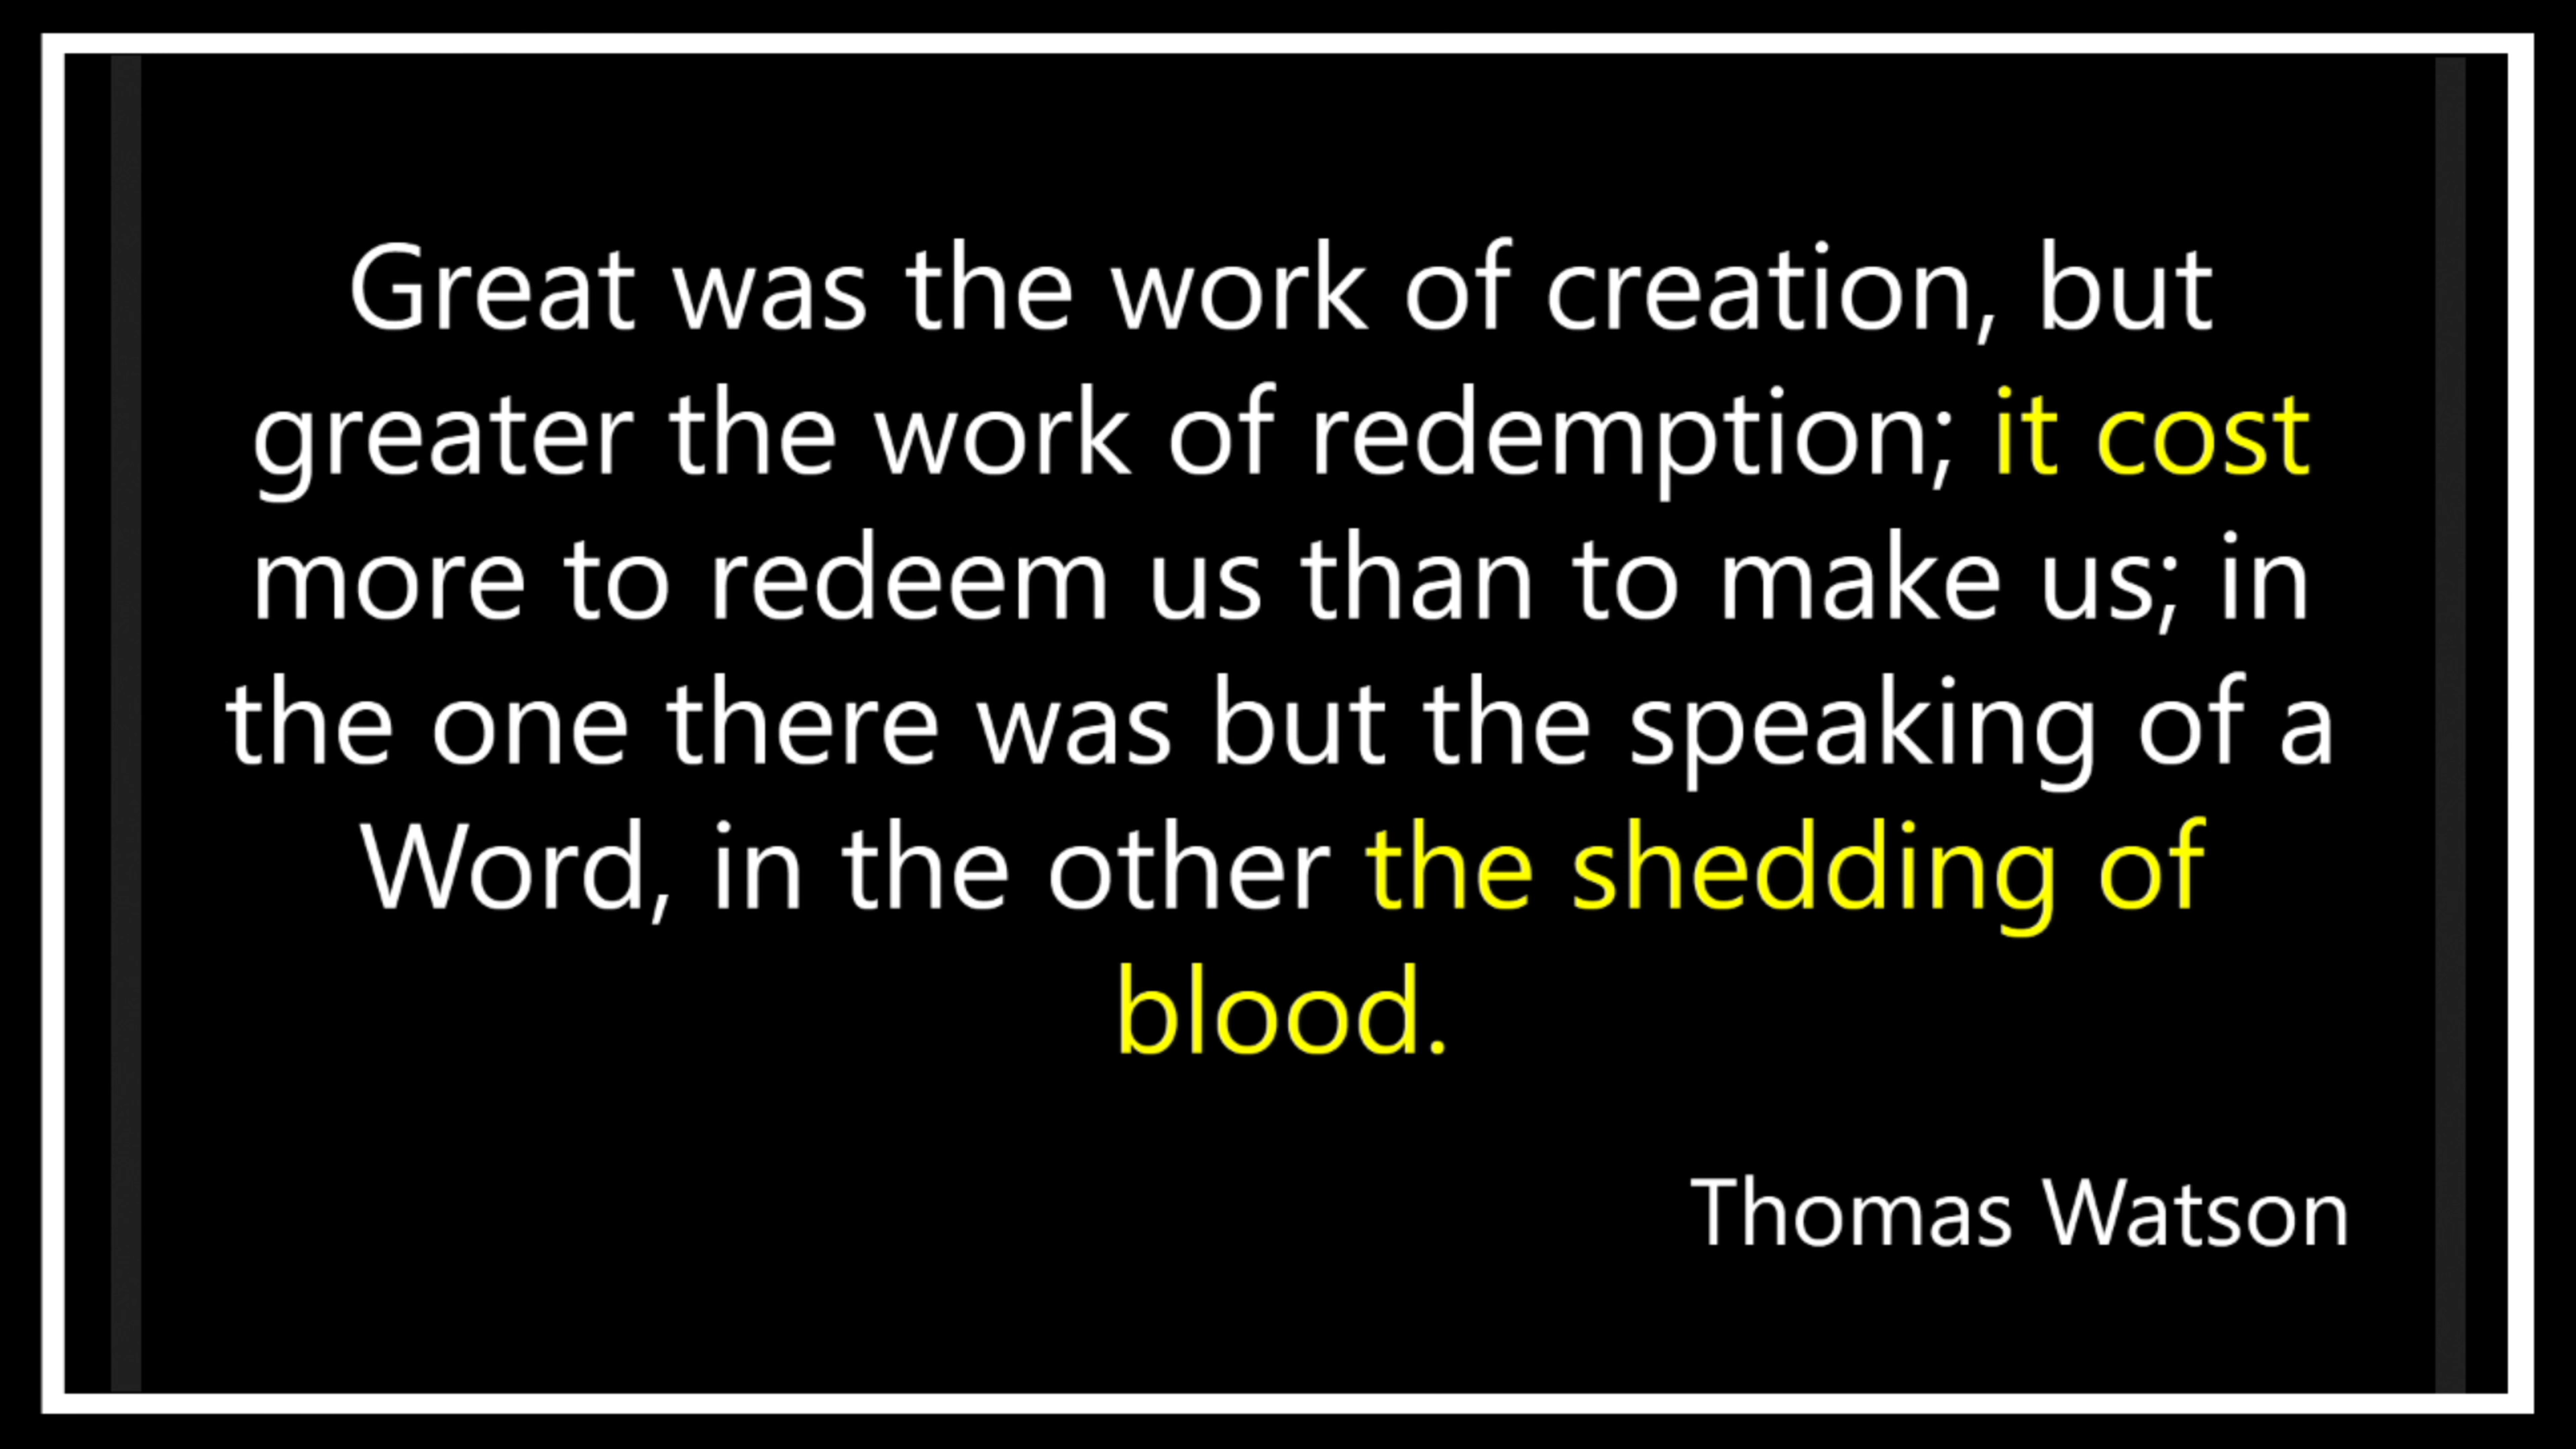 Great was the work of creation, but
greater the work of redemption; it cost
more to redeem us than to make us; in
the one there was but the speaking of a
Word, in the other the shedding of
blood.
Thomas Watson